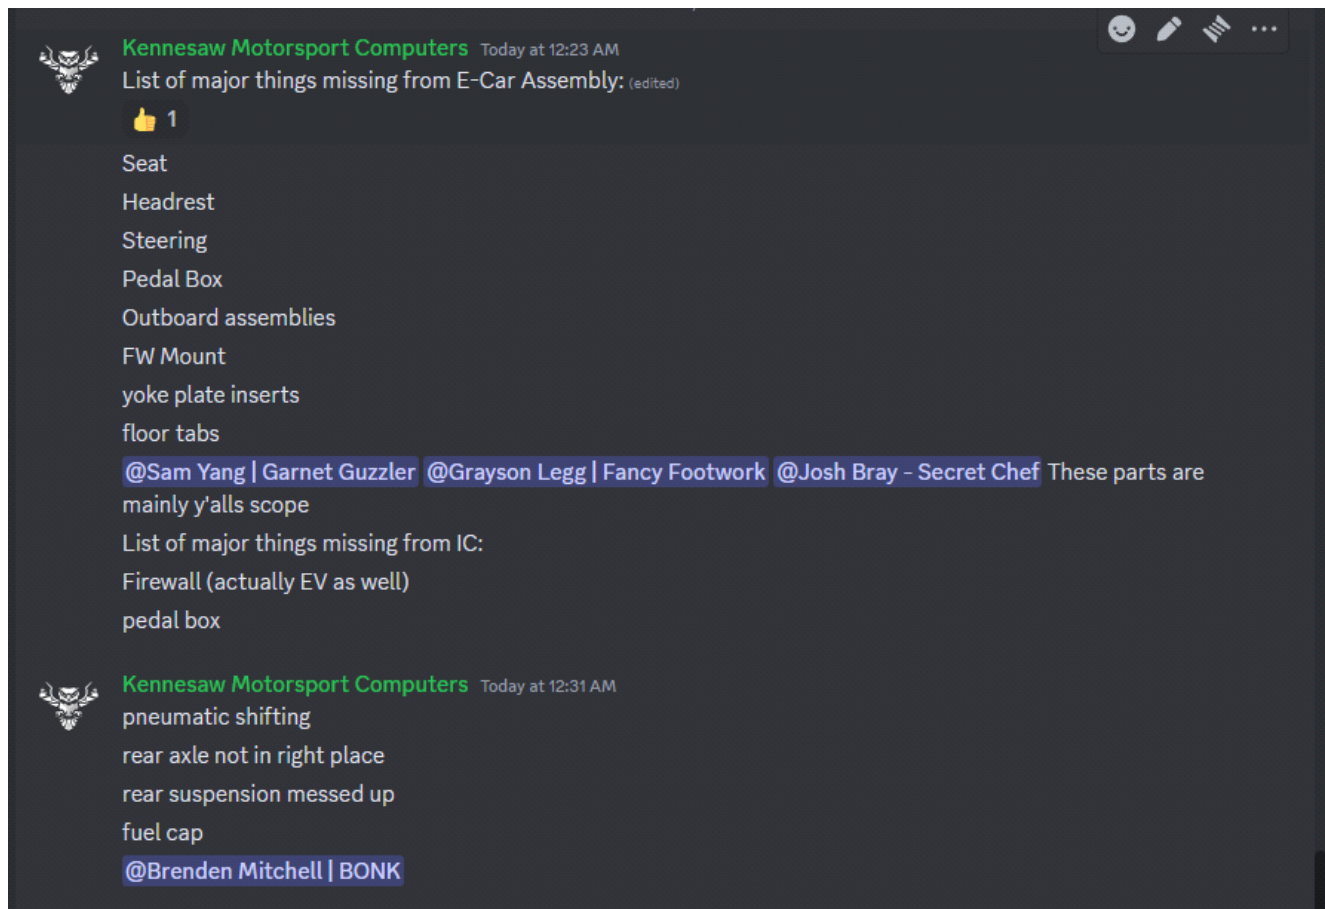 Kennesaw Motorsport Computers Today at 12:23 AM
List of major things missing from E-Car Assembly: (edited)
👍 1
Seat
Headrest
Steering
Pedal Box
Outboard assemblies
FW Mount
yoke plate inserts
floor tabs
@Sam Yang | Garnet Guzzler @Grayson Legg | Fancy Footwork @Josh Bray - Secret Chef These parts are
mainly y'alls scope
List of major things missing from IC:
Firewall (actually EV as well)
pedal box
Kennesaw Motorsport Computers Today at 12:31 AM
pneumatic shifting
rear axle not in right place
rear suspension messed up
fuel cap
@Brenden Mitchell | BONK